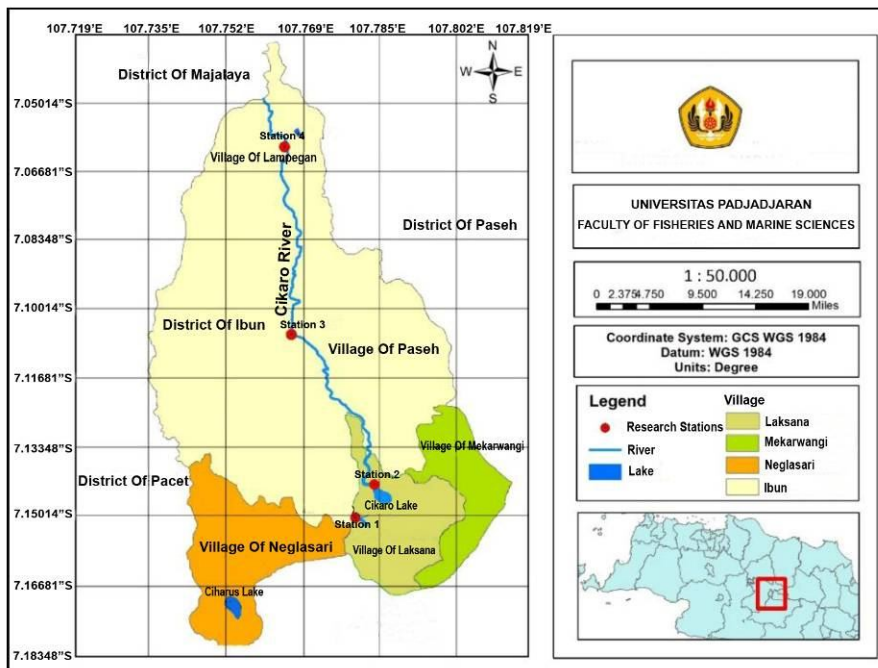 107.719'E 107.735'E 107.752'E 107.769'E 107.785'E 107.802'E 107.819'E
District Of Majalaya
N
W E
S
7.05014"S
Station 4
Village Of Lampegan
7.06681"S
District Of Paseh
7.08348"S
Cikaro River
7.10014"S
District Of Ibun
Station 3
Village Of Paseh
7.11681"S
7.13348"S
Village Of Mekarwangi
District Of Pacet
Station 2
Cikaro Lake
7.15014"S
Station 1
Village Of Neglasari
Village Of Laksana
7.16681"S
Ciharus Lake
7.18348"S
UNIVERSITAS PADJADJARAN
FACULTY OF FISHERIES AND MARINE SCIENCES
1 : 50.000
0 2.3754.750 9.500 14.250 19.000
Miles
Coordinate System: GCS WGS 1984
Datum: WGS 1984
Units: Degree
Legend
Research Stations
River
Lake
Village
Laksana
Mekarwangi
Neglasari
Ibun